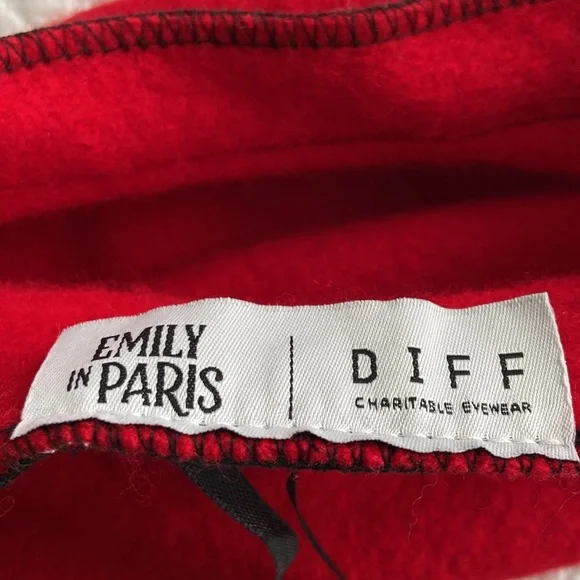 EMILY
IN PARIS
DIFF
CHARITABLE EYEWEAR